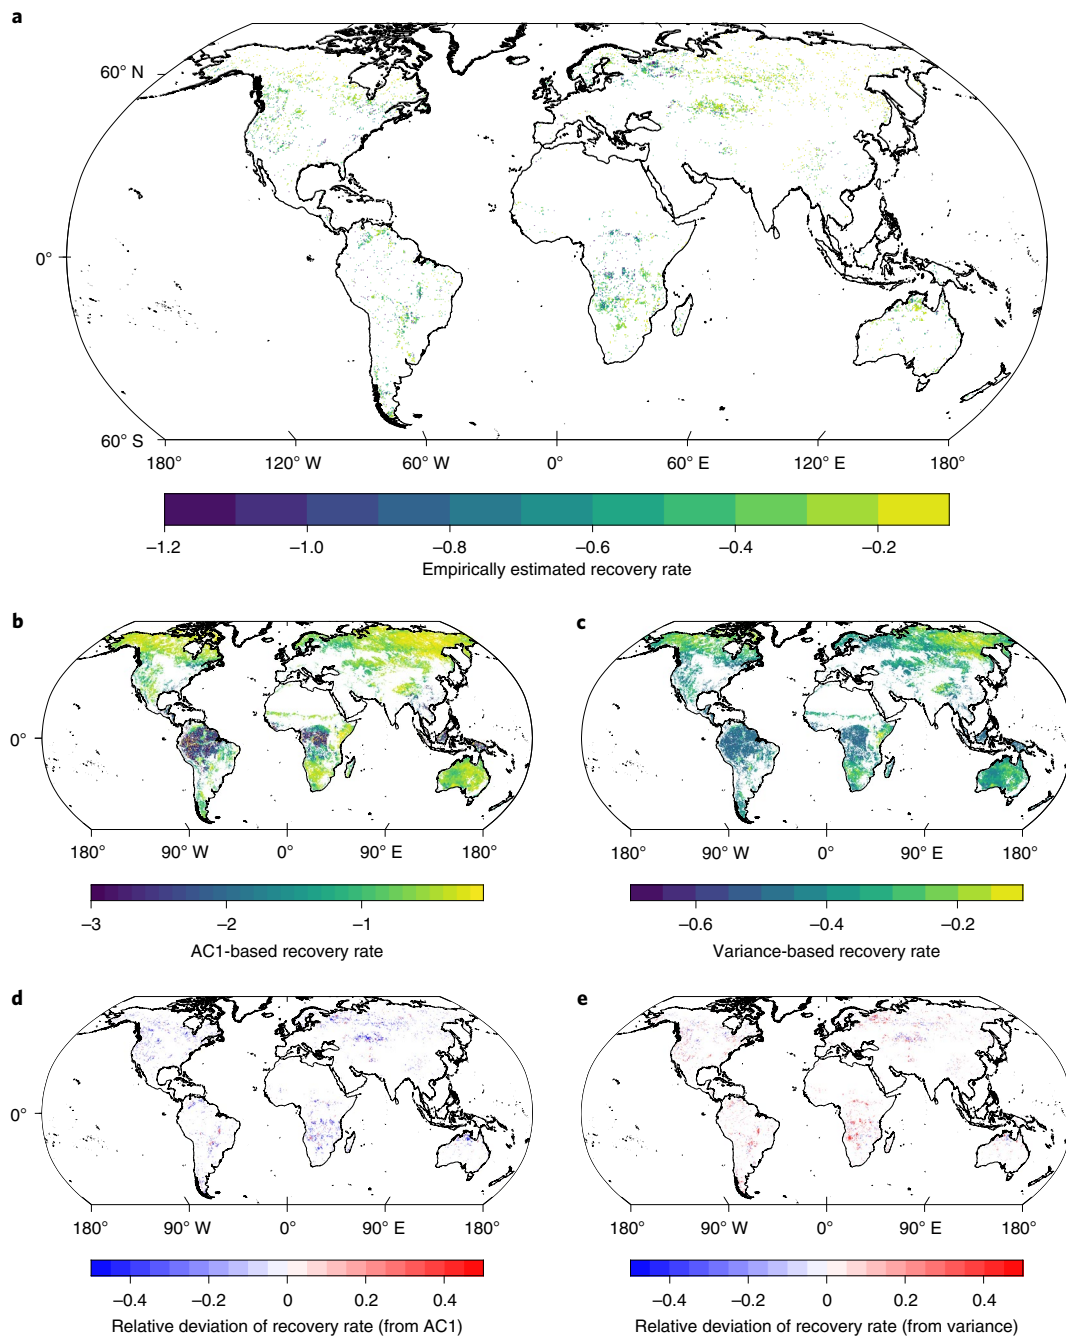 a
60° N
0°
60° S
180° 120° W 60° W 0° 60° E 120° E 180°
−1.2 −1.0 −0.8 −0.6 −0.4 −0.2
Empirically estimated recovery rate
b
0°
180° 90° W 0° 90° E 180°
−3 −2 −1
AC1-based recovery rate
c
180° 90° W 0° 90° E 180°
−0.6 −0.4 −0.2
Variance-based recovery rate
d
0°
180° 90° W 0° 90° E 180°
−0.4 −0.2 0 0.2 0.4
Relative deviation of recovery rate (from AC1)
e
180° 90° W 0° 90° E 180°
−0.4 −0.2 0 0.2 0.4
Relative deviation of recovery rate (from variance)